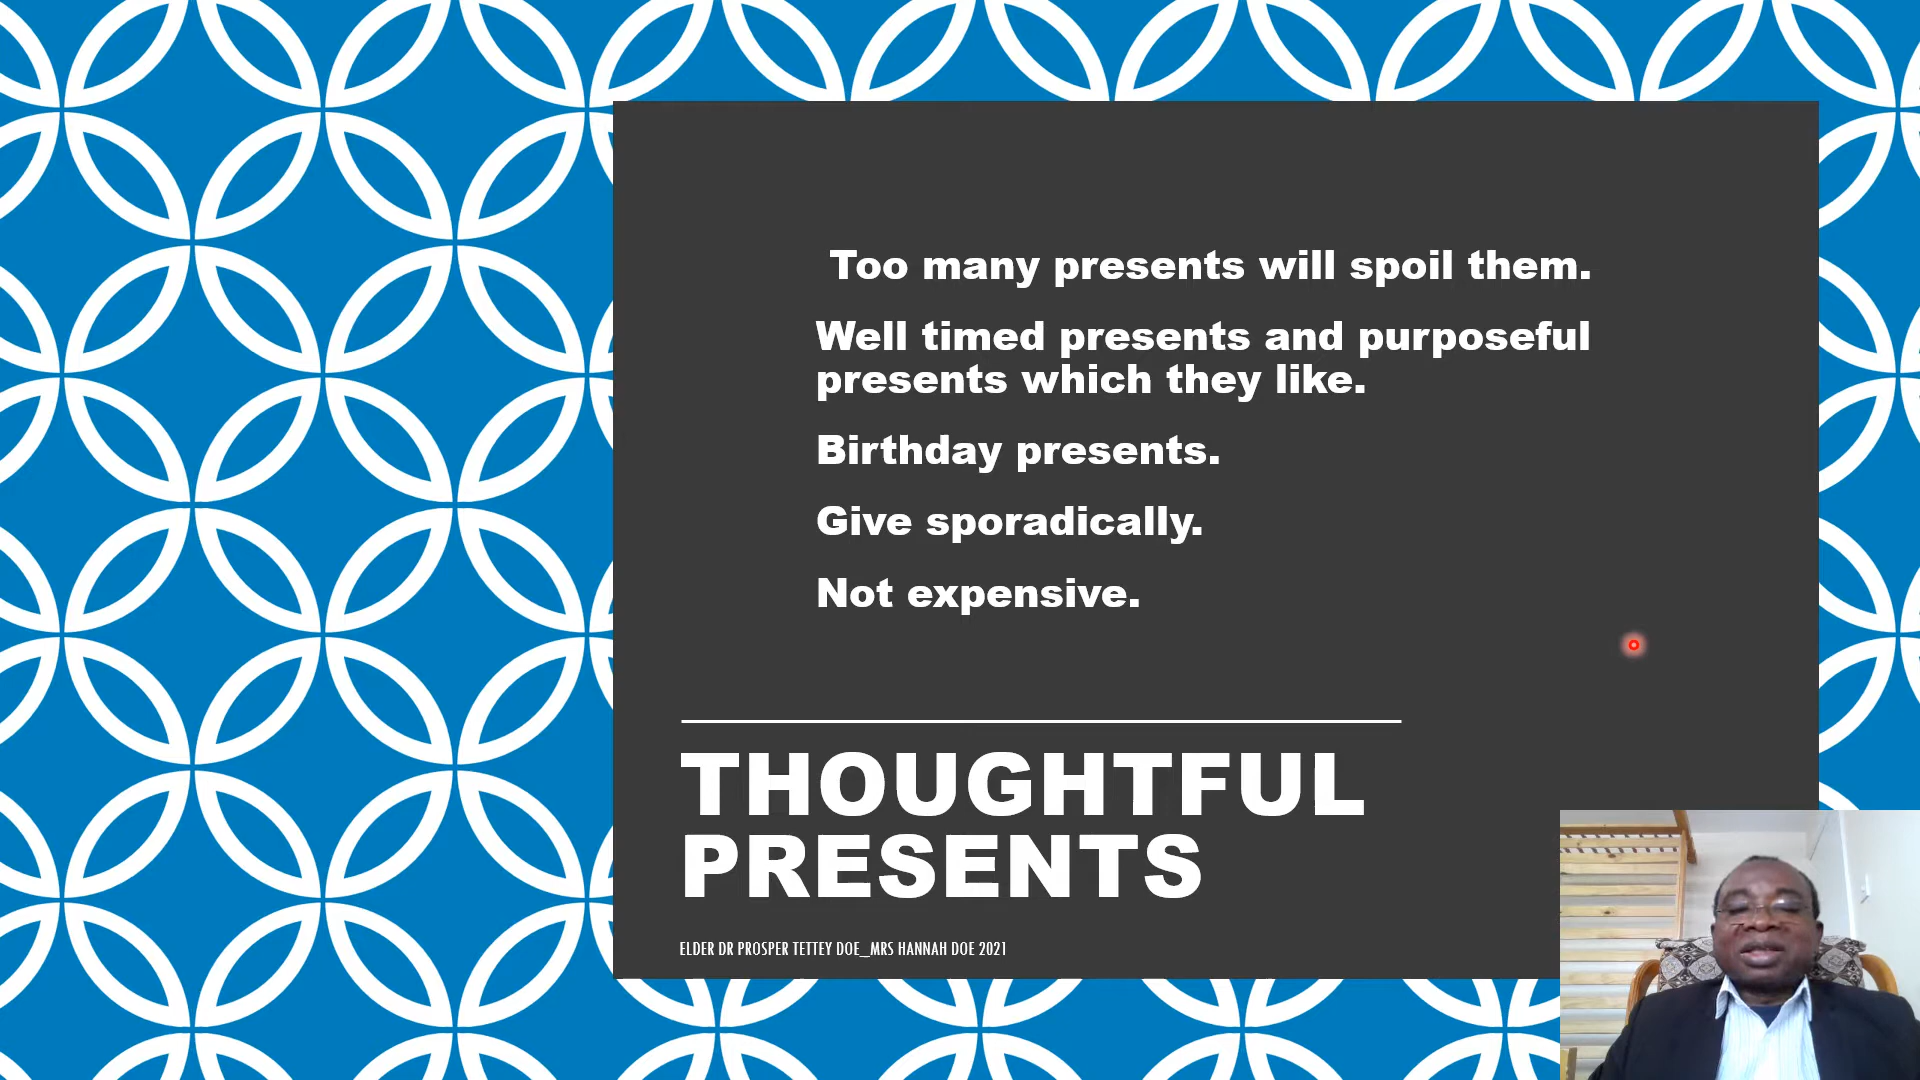 Too many presents will spoil them.
Well timed presents and purposeful
presents which they like.
Birthday presents.
Give sporadically.
Not expensive.
THOUGHTFUL
PRESENTS
ELDER DR PROSPER TETTEY DOE_MRS HANNAH DOE 2021